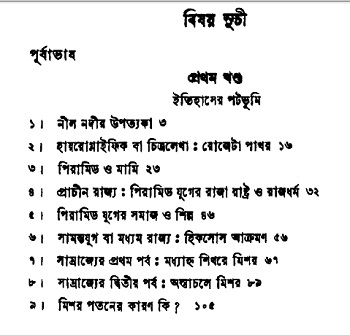 বিষয় সূচী
পূর্বাভাষ
প্রথম খণ্ড
ইতিহাসের পটভূমি
১। নীল নদীর উপত্যকা ৩
২। হায়রোগ্লাইফিক বা চিত্রলেখা : রোজেটা পাথর ১৬
৩। পিরামিড ও মামি ২৩
৪। প্রাচীন রাজ্য : পিরামিড যুগের রাজা রাষ্ট্র ও রাজধর্ম ৩২
৫। পিরামিড যুগের সমাজ ও শিল্প ৪৬
৬। সামন্তযুগ বা মধ্যম রাজ্য : হিকসোস আক্রমণ ৫৬
৭। সাম্রাজ্যের প্রথম পর্ব : মধ্যাহ্ন শিখরে মিশর ৬৭
৮। সাম্রাজ্যের দ্বিতীয় পর্ব : অস্তাচলে মিশর ৮৯
৯। মিশর পতনের কারণ কি ? ১০৫